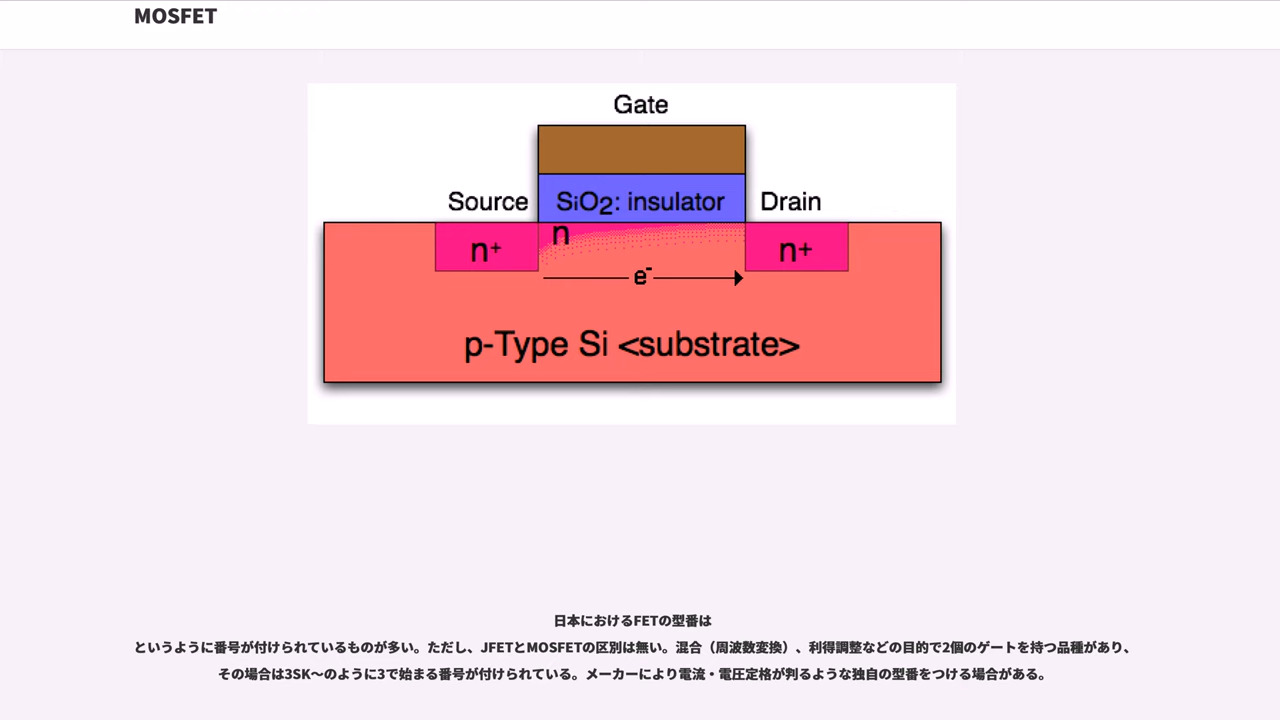 MOSFET
Gate
Source
SiO2: insulator
Drain
n+
n
n+
e-
p-Type Si <substrate>
日本におけるFETの型番は
というように番号が付けられているものが多い。ただし、JFETとMOSFETの区別は無い。混合（周波数変換）、利得調整などの目的で2個のゲートを持つ品種があり、
その場合は3SK〜のように3で始まる番号が付けられている。メーカーにより電流・電圧定格が判るような独自の型番をつける場合がある。